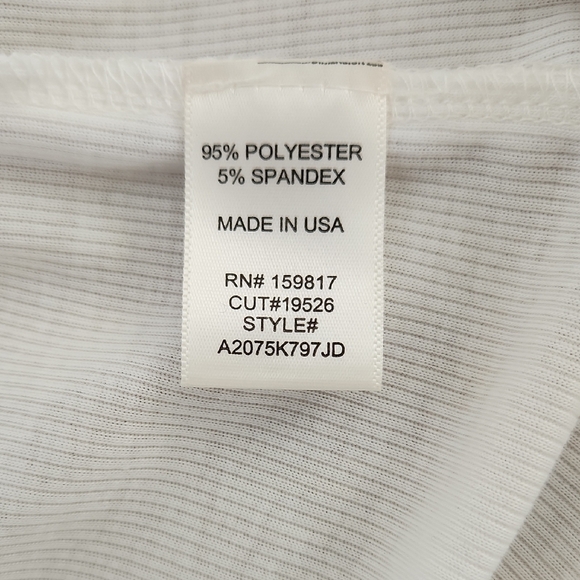 95% POLYESTER
5% SPANDEX
MADE IN USA
RN# 159817
CUT#19526
STYLE#
A2075K797JD